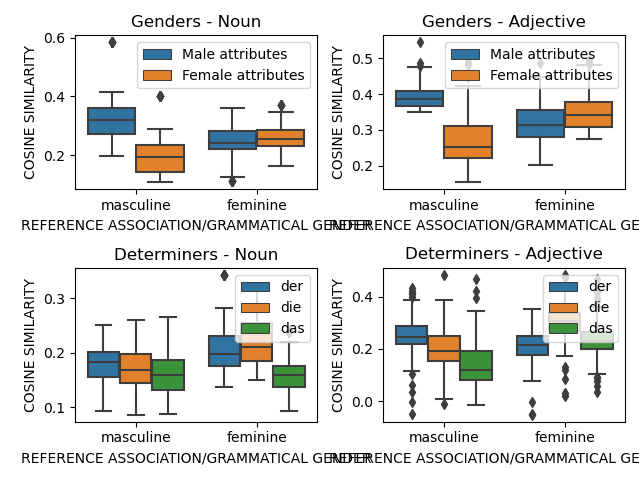 Genders - Noun
Genders - Adjective
0.6
0.4
0.2
COSINE SIMILARITY
Male attributes
Female attributes
masculine
feminine
REFERENCE ASSOCIATION/GRAMMATICAL GENDER
0.5
0.4
0.3
0.2
COSINE SIMILARITY
Male attributes
Female attributes
masculine
feminine
ASSOCIATION/GRAMMATICAL GE
Determiners - Noun
Determiners - Adjective
0.3
0.2
0.1
COSINE SIMILARITY
der
die
das
masculine
feminine
REFERENCE ASSOCIATION/GRAMMATICAL GENDER
0.4
0.2
0.0
COSINE SIMILARITY
der
die
das
masculine
feminine
ASSOCIATION/GRAMMATICAL GE